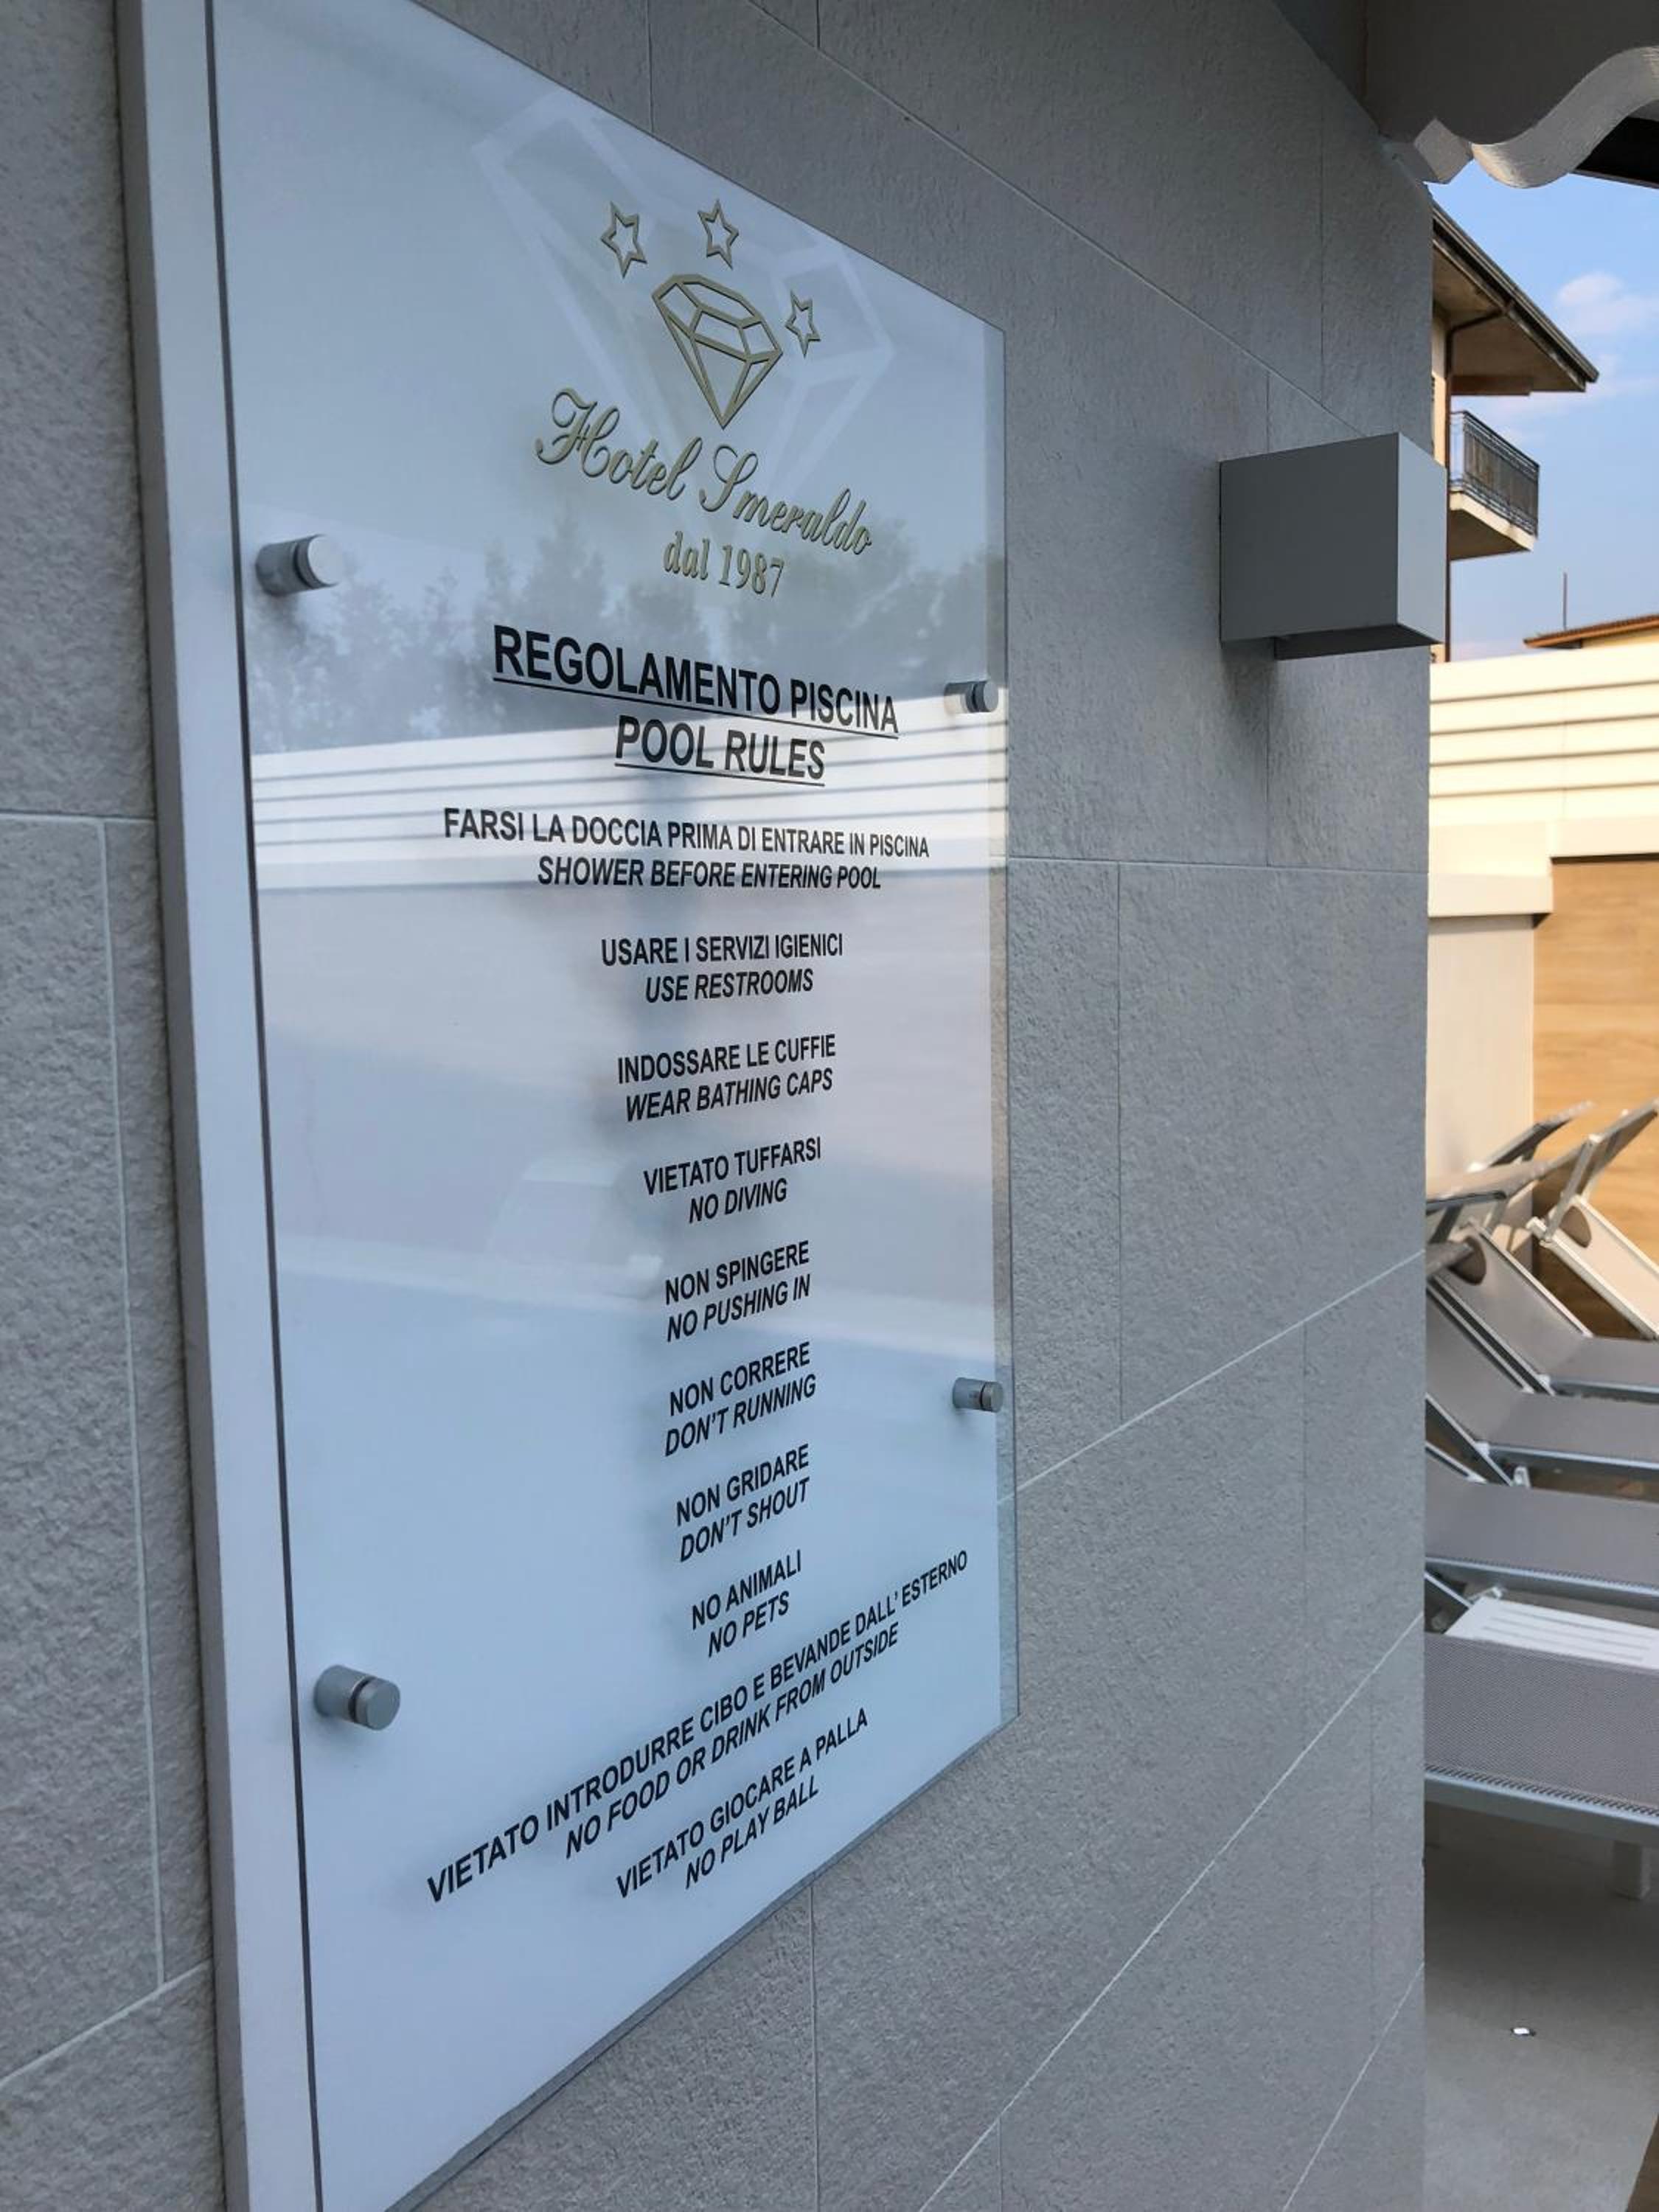 Hotel Smeraldo
dal 1987
REGOLAMENTO PISCINA
POOL RULES
FARSI LA DOCCIA PRIMA DI ENTRARE IN PISCINA
SHOWER BEFORE ENTERING POOL
USARE I SERVIZI IGIENICI
USE RESTROOMS
INDOSSARE LE CUFFIE
WEAR BATHING CAPS
VIETATO TUFFARSI
NO DIVING
NON SPINGERE
NO PUSHING IN
NON CORRERE
DON'T RUNNING
NON GRIDARE
DON'T SHOUT
NO ANIMALI
NO PETS
VIETATO INTRODURRE CIBO E BEVANDE DALL' ESTERNO
NO FOOD OR DRINK FROM OUTSIDE
VIETATO GIOCARE A PALLA
NO PLAY BALL